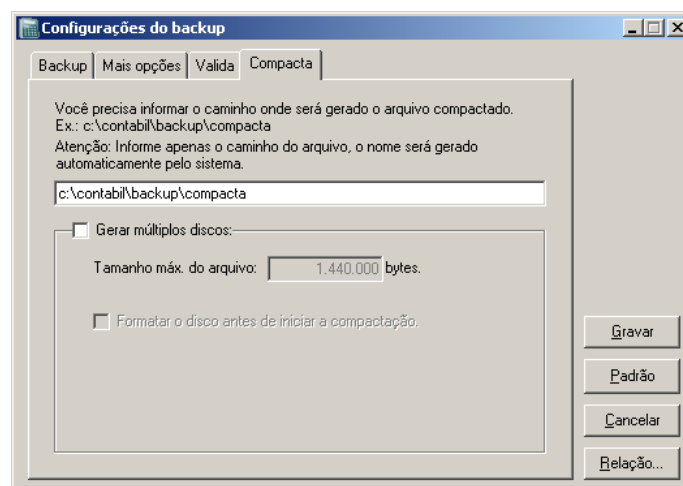 Configurações do backup
Backup
Mais opções
Valida
Compacta
Você precisa informar o caminho onde será gerado o arquivo compactado.
Ex.: c:\contabil\backup\compacta
Atenção: Informe apenas o caminho do arquivo, o nome será gerado
automaticamente pelo sistema.
c:\contabil\backup\compacta
Gerar múltiplos discos:
Tamanho máx. do arquivo: 1.440.000 bytes.
Formatar o disco antes de iniciar a compactação.
Gravar
Padrão
Cancelar
Relação...